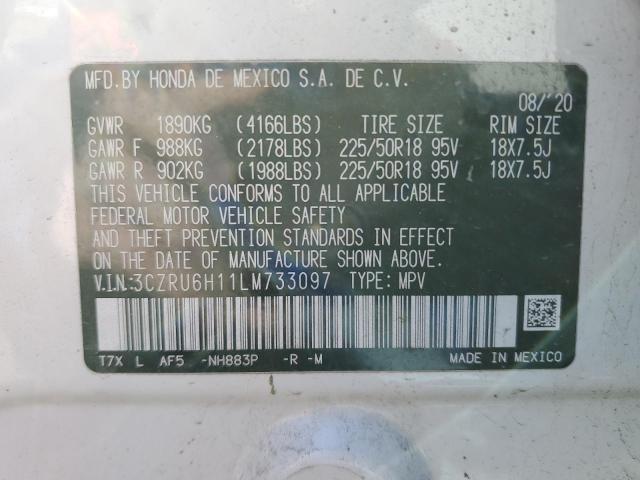 MFD.BY HONDA DE MEXICO S.A. DE C.V.
08/'20
GVWR 1890KG (4166LBS) TIRE SIZE RIM SIZE
GAWR F 988KG (2178LBS) 225/50R18 95V 18X7.5J
GAWR R 902KG (1988LBS) 225/50R18 95V 18X7.5J
THIS VEHICLE CONFORMS TO ALL APPLICABLE
FEDERAL MOTOR VEHICLE SAFETY
AND THEFT PREVENTION STANDARDS IN EFFECT
ON THE DATE OF MANUFACTURE SHOWN ABOVE.
V.I.N:3CZRU6H11LM733097 TYPE: MPV
T7X L AF5 -NH883P -R -M MADE IN MEXICO